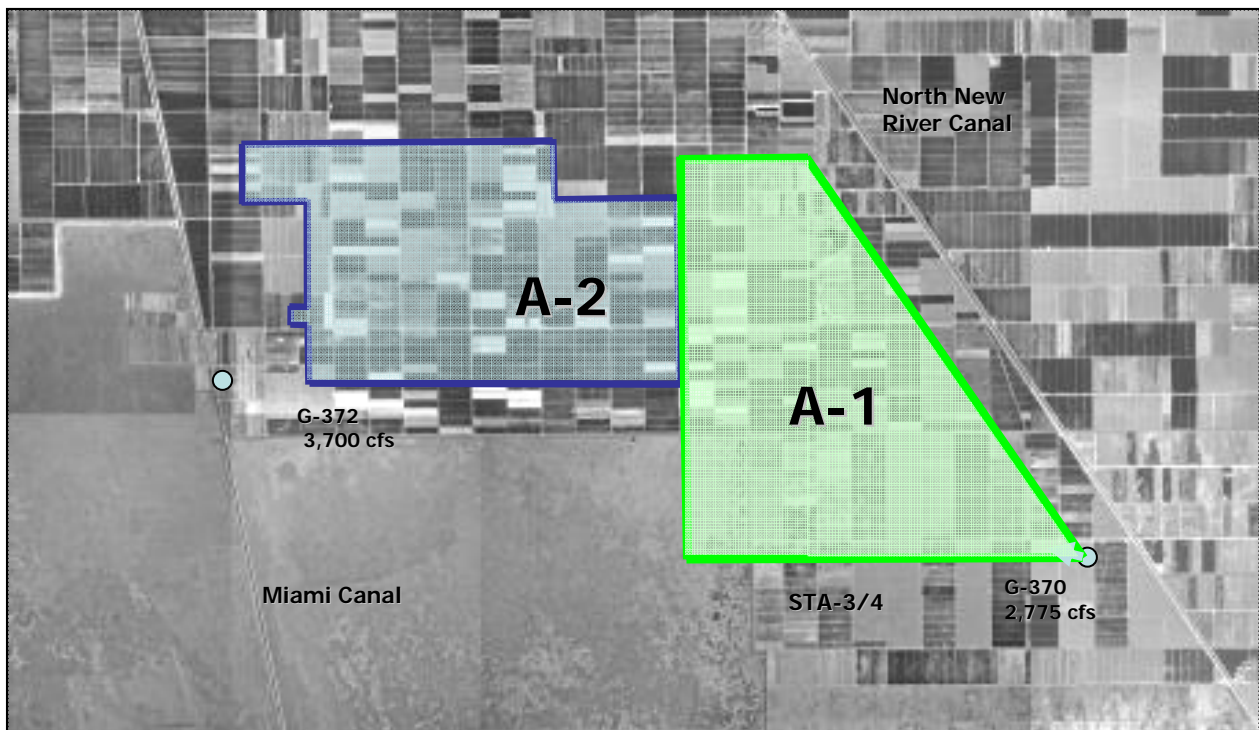 North New
River Canal
A-2
A-1
G-372
3,700 cfs
Miami Canal
STA-3/4
G-370
2,775 cfs